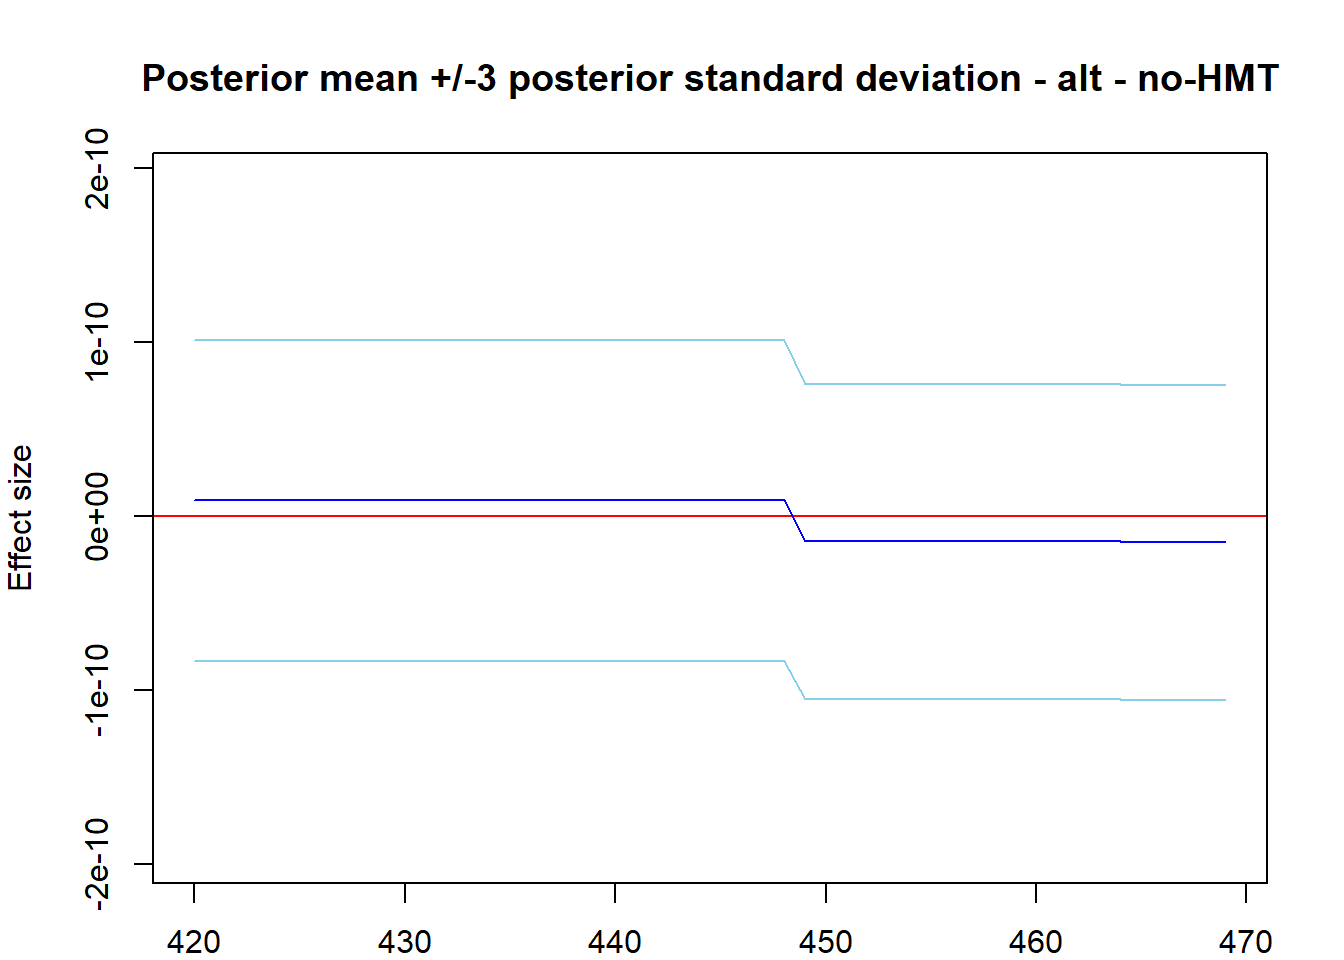 Posterior mean +/-3 posterior standard deviation - alt - no-HMT
Effect size
2e-10
1e-10
0e+00
-1e-10
-2e-10
420 430 440 450 460 470